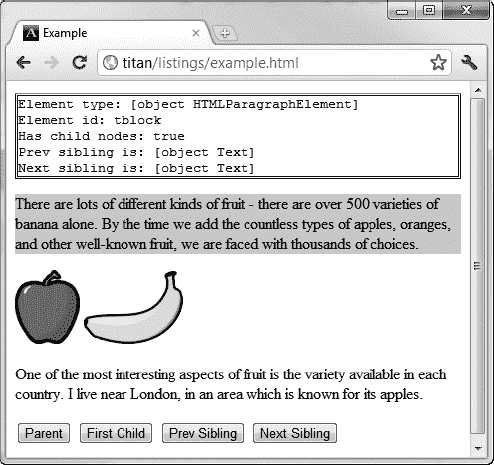 Example
titan/listings/example.html
Element type: [object HTMLParagraphElement]
Element id: tblock
Has child nodes: true
Prev sibling is: [object Text]
Next sibling is: [object Text]
There are lots of different kinds of fruit - there are over 500 varieties of
banana alone. By the time we add the countless types of apples, oranges,
and other well-known fruit, we are faced with thousands of choices.
One of the most interesting aspects of fruit is the variety available in each
country. I live near London, in an area which is known for its apples.
Parent First Child Prev Sibling Next Sibling